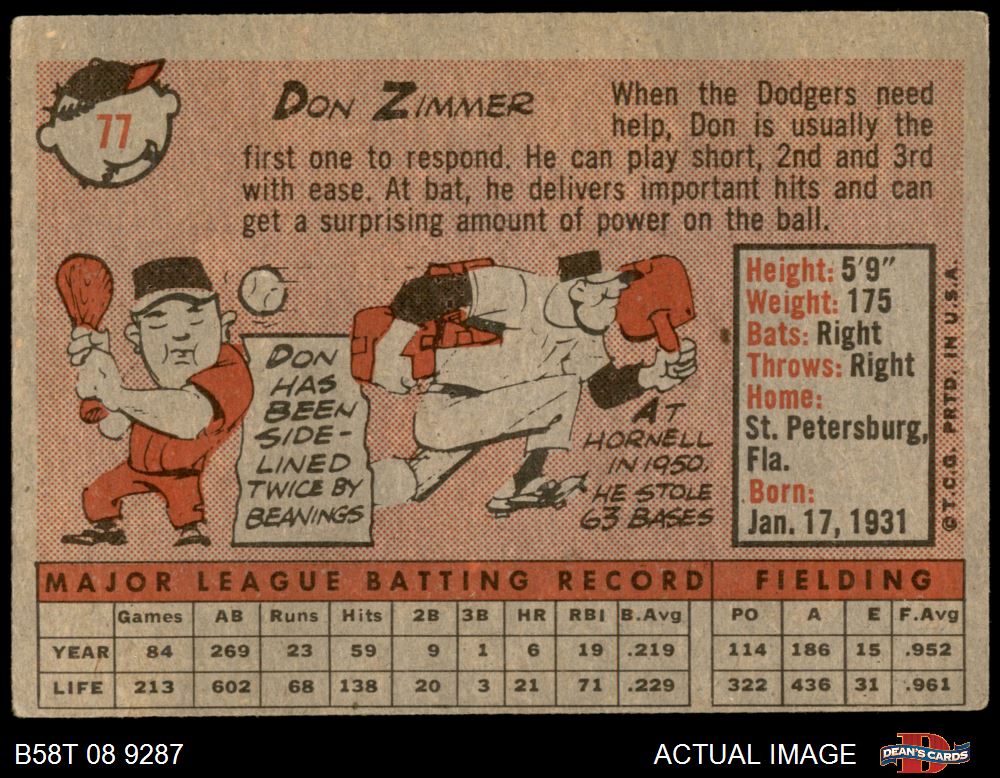 77
DON ZIMMER
When the Dodgers need
help, Don is usually the
first one to respond. He can play short, 2nd and 3rd
with ease. At bat, he delivers important hits and can
get a surprising amount of power on the ball.
DON
HAS
BEEN
SIDE-
LINED
TWICE BY
BEANINGS
AT
HORNELL
IN 1950,
HE STOLE
63 BASES
Height: 5'9"
Weight: 175
Bats: Right
Throws: Right
Home:
St. Petersburg,
Fla.
Born:
Jan. 17, 1931
© T.C.G. PRTD. IN U.S.A.
MAJOR LEAGUE BATTING RECORD FIELDING
Games AB Runs Hits 2B 3B HR RBI B.Avg PO A E F.Avg
YEAR 84 269 23 59 9 1 6 19 .219 114 186 15 .952
LIFE 213 602 68 138 20 3 21 71 .229 322 436 31 .961
B58T 08 9287 ACTUAL IMAGE D DEAN'S CARDS